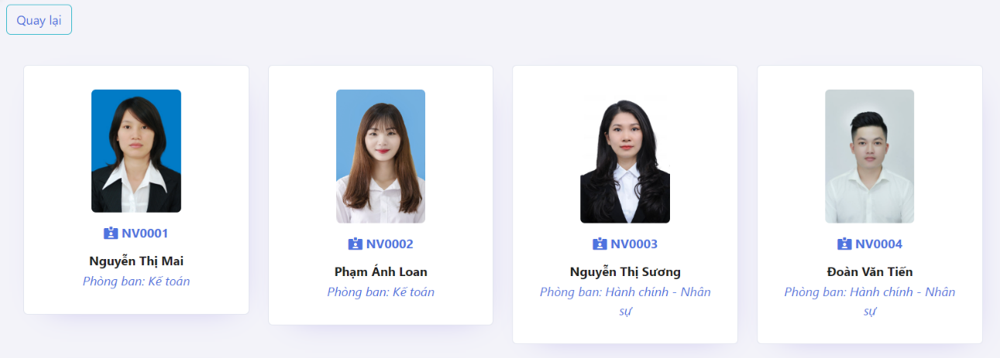 Quay lại
NV0001
Nguyễn Thị Mai
Phòng ban: Kế toán
NV0002
Phạm Ánh Loan
Phòng ban: Kế toán
NV0003
Nguyễn Thị Sương
Phòng ban: Hành chính - Nhân
sự
NV0004
Đoàn Văn Tiến
Phòng ban: Hành chính - Nhân
sự